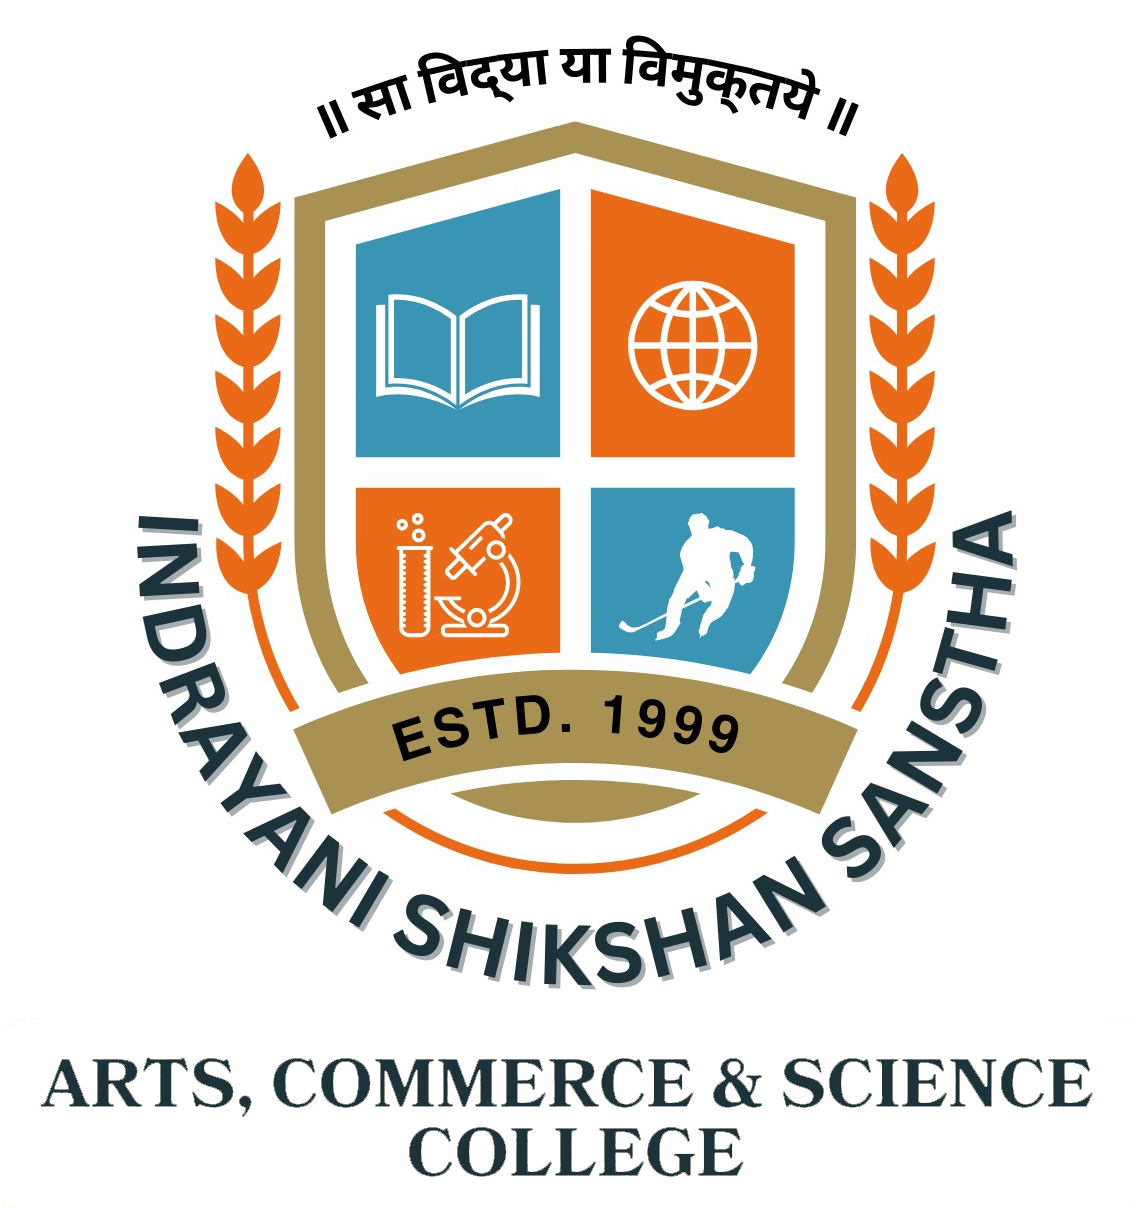 ॥ सा विद्‌या या विमुक्‌तये ॥
ESTD. 1999
INDRAYANI SHIKSHAN SANSTHA
ARTS, COMMERCE & SCIENCE
COLLEGE